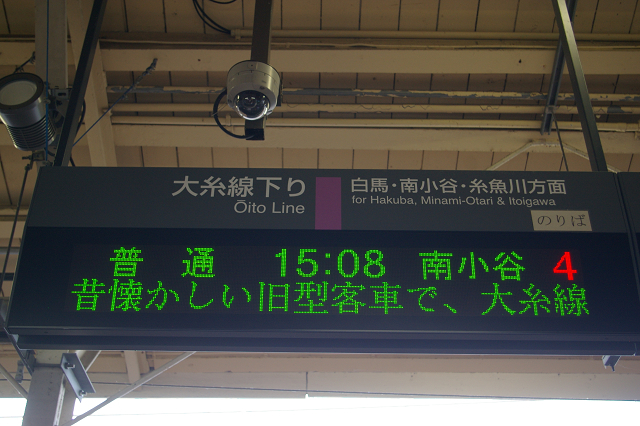 大糸線下り
Ōito Line
白馬・南小谷・糸魚川方面
for Hakuba, Minami-Otari & Itoigawa
のりば
普 通 15:08 南小谷 4
昔懐かしい旧型客車で、大糸線